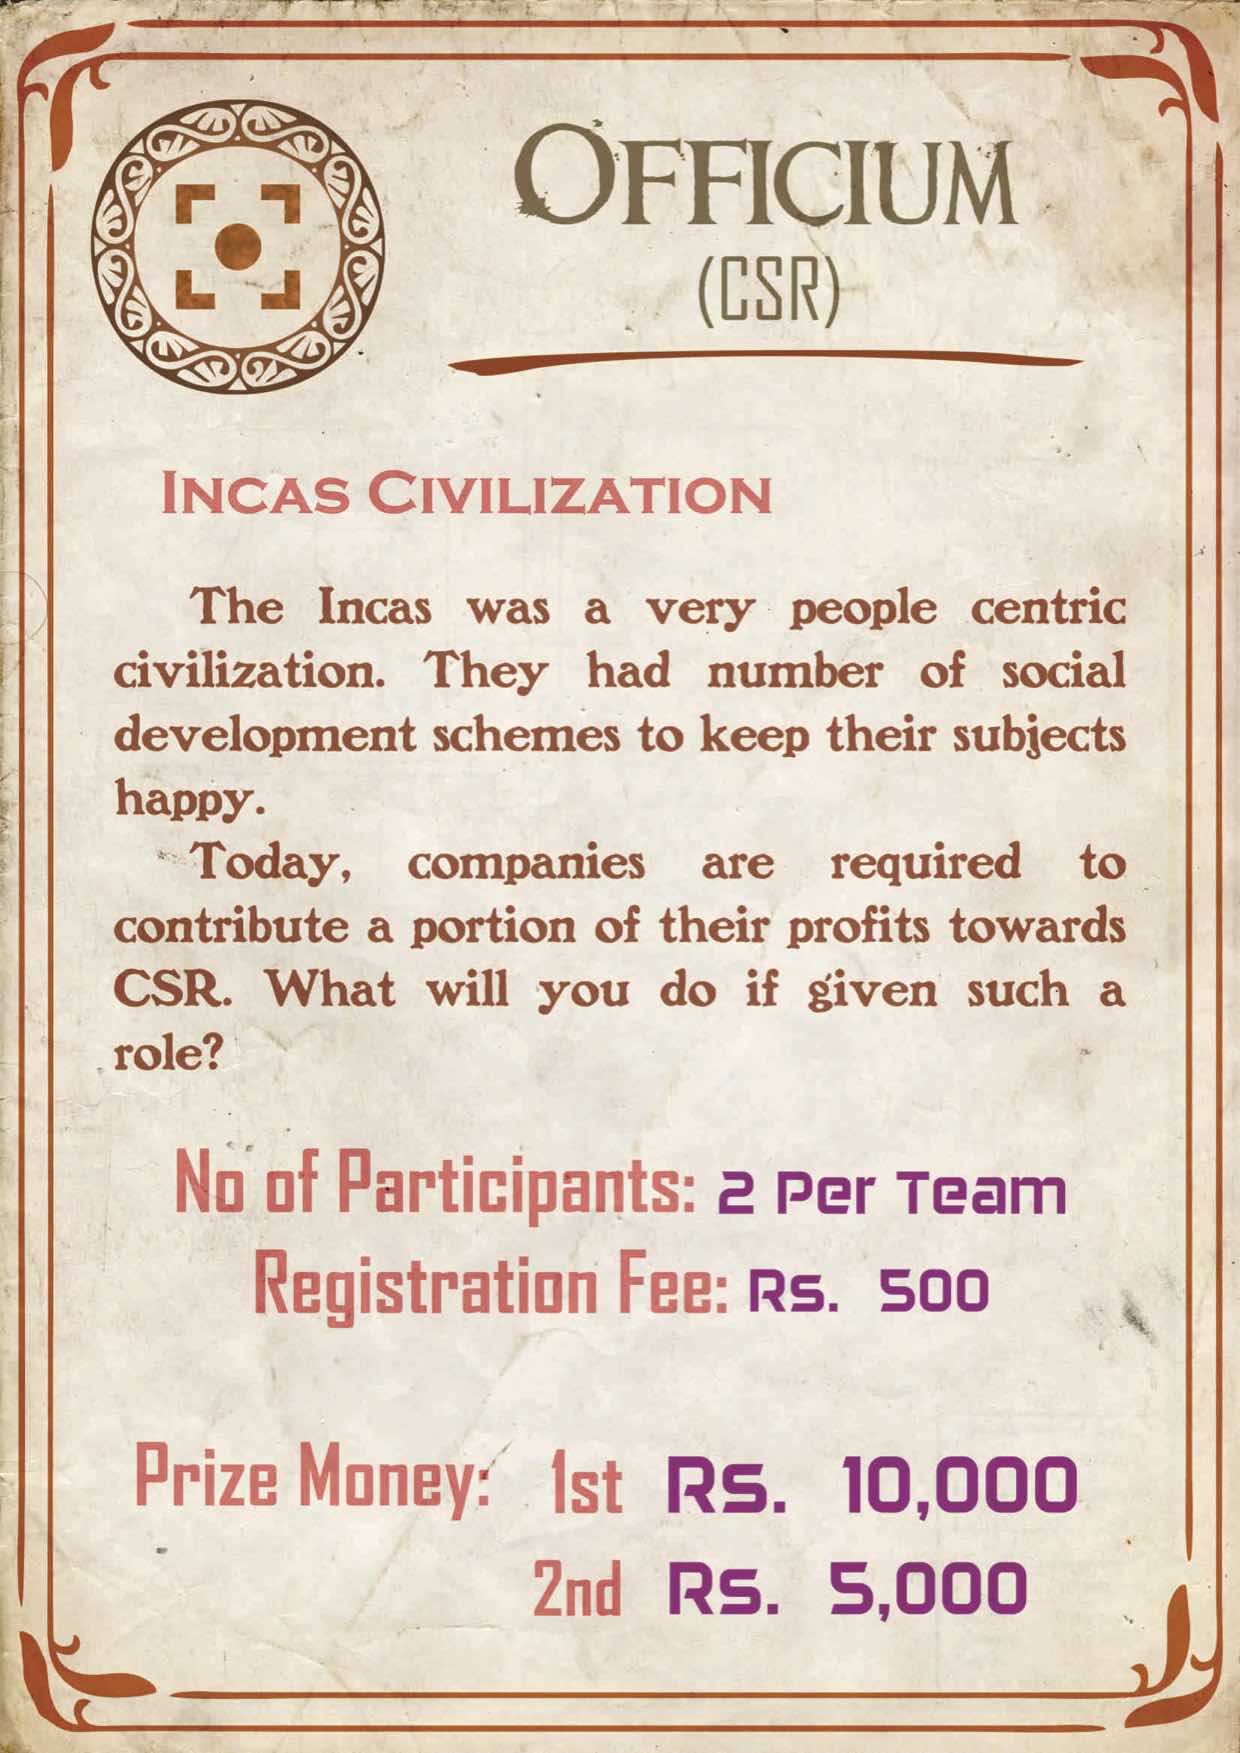 Officium
(CSR)
Incas Civilization
The Incas was a very people centric
civilization. They had number of social
development schemes to keep their subjects
happy.
Today, companies are required to
contribute a portion of their profits towards
CSR. What will you do if given such a
role?
No of Participants: 2 Per Team
Registration Fee: Rs. 500
Prize Money: 1st Rs. 10,000
2nd Rs. 5,000